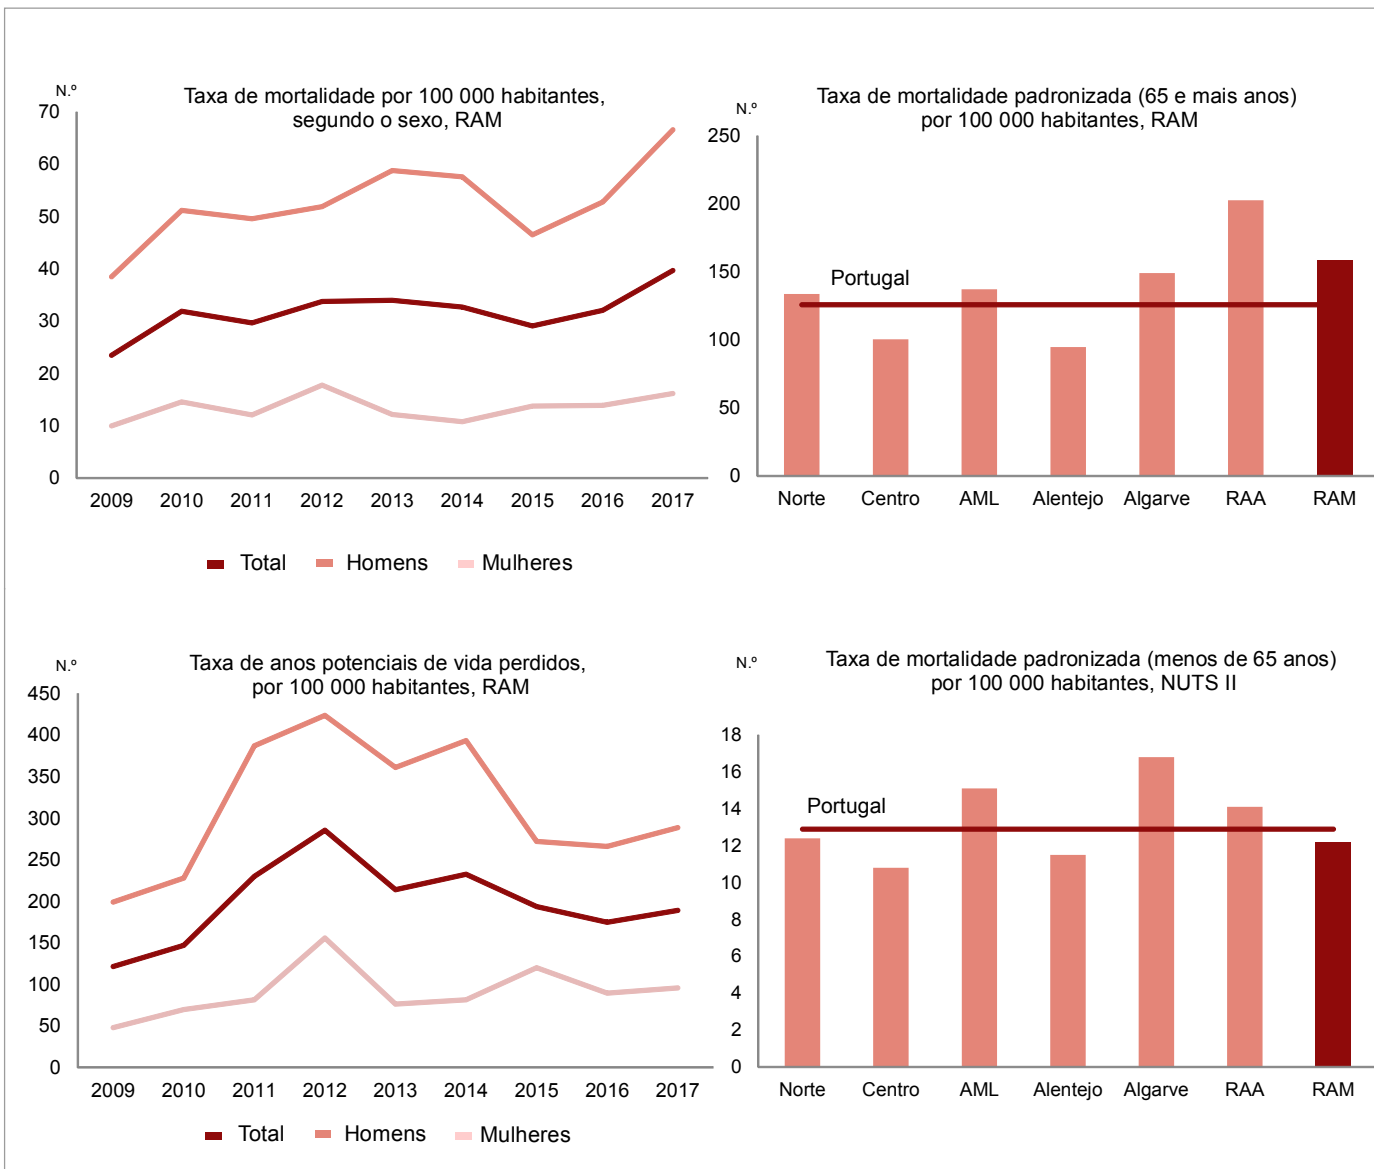 N.º
Taxa de mortalidade por 100 000 habitantes,
segundo o sexo, RAM
70
60
50
40
30
20
10
0
2009 2010 2011 2012 2013 2014 2015 2016 2017
Total Homens Mulheres
N.º
Taxa de mortalidade padronizada (65 e mais anos)
por 100 000 habitantes, RAM
250
200
150
100
50
0
Portugal
Norte Centro AML Alentejo Algarve RAA RAM
N.º
Taxa de anos potenciais de vida perdidos,
por 100 000 habitantes, RAM
450
400
350
300
250
200
150
100
50
0
2009 2010 2011 2012 2013 2014 2015 2016 2017
Total Homens Mulheres
N.º
Taxa de mortalidade padronizada (menos de 65 anos)
por 100 000 habitantes, NUTS II
18
16
14
12
10
8
6
4
2
0
Portugal
Norte Centro AML Alentejo Algarve RAA RAM